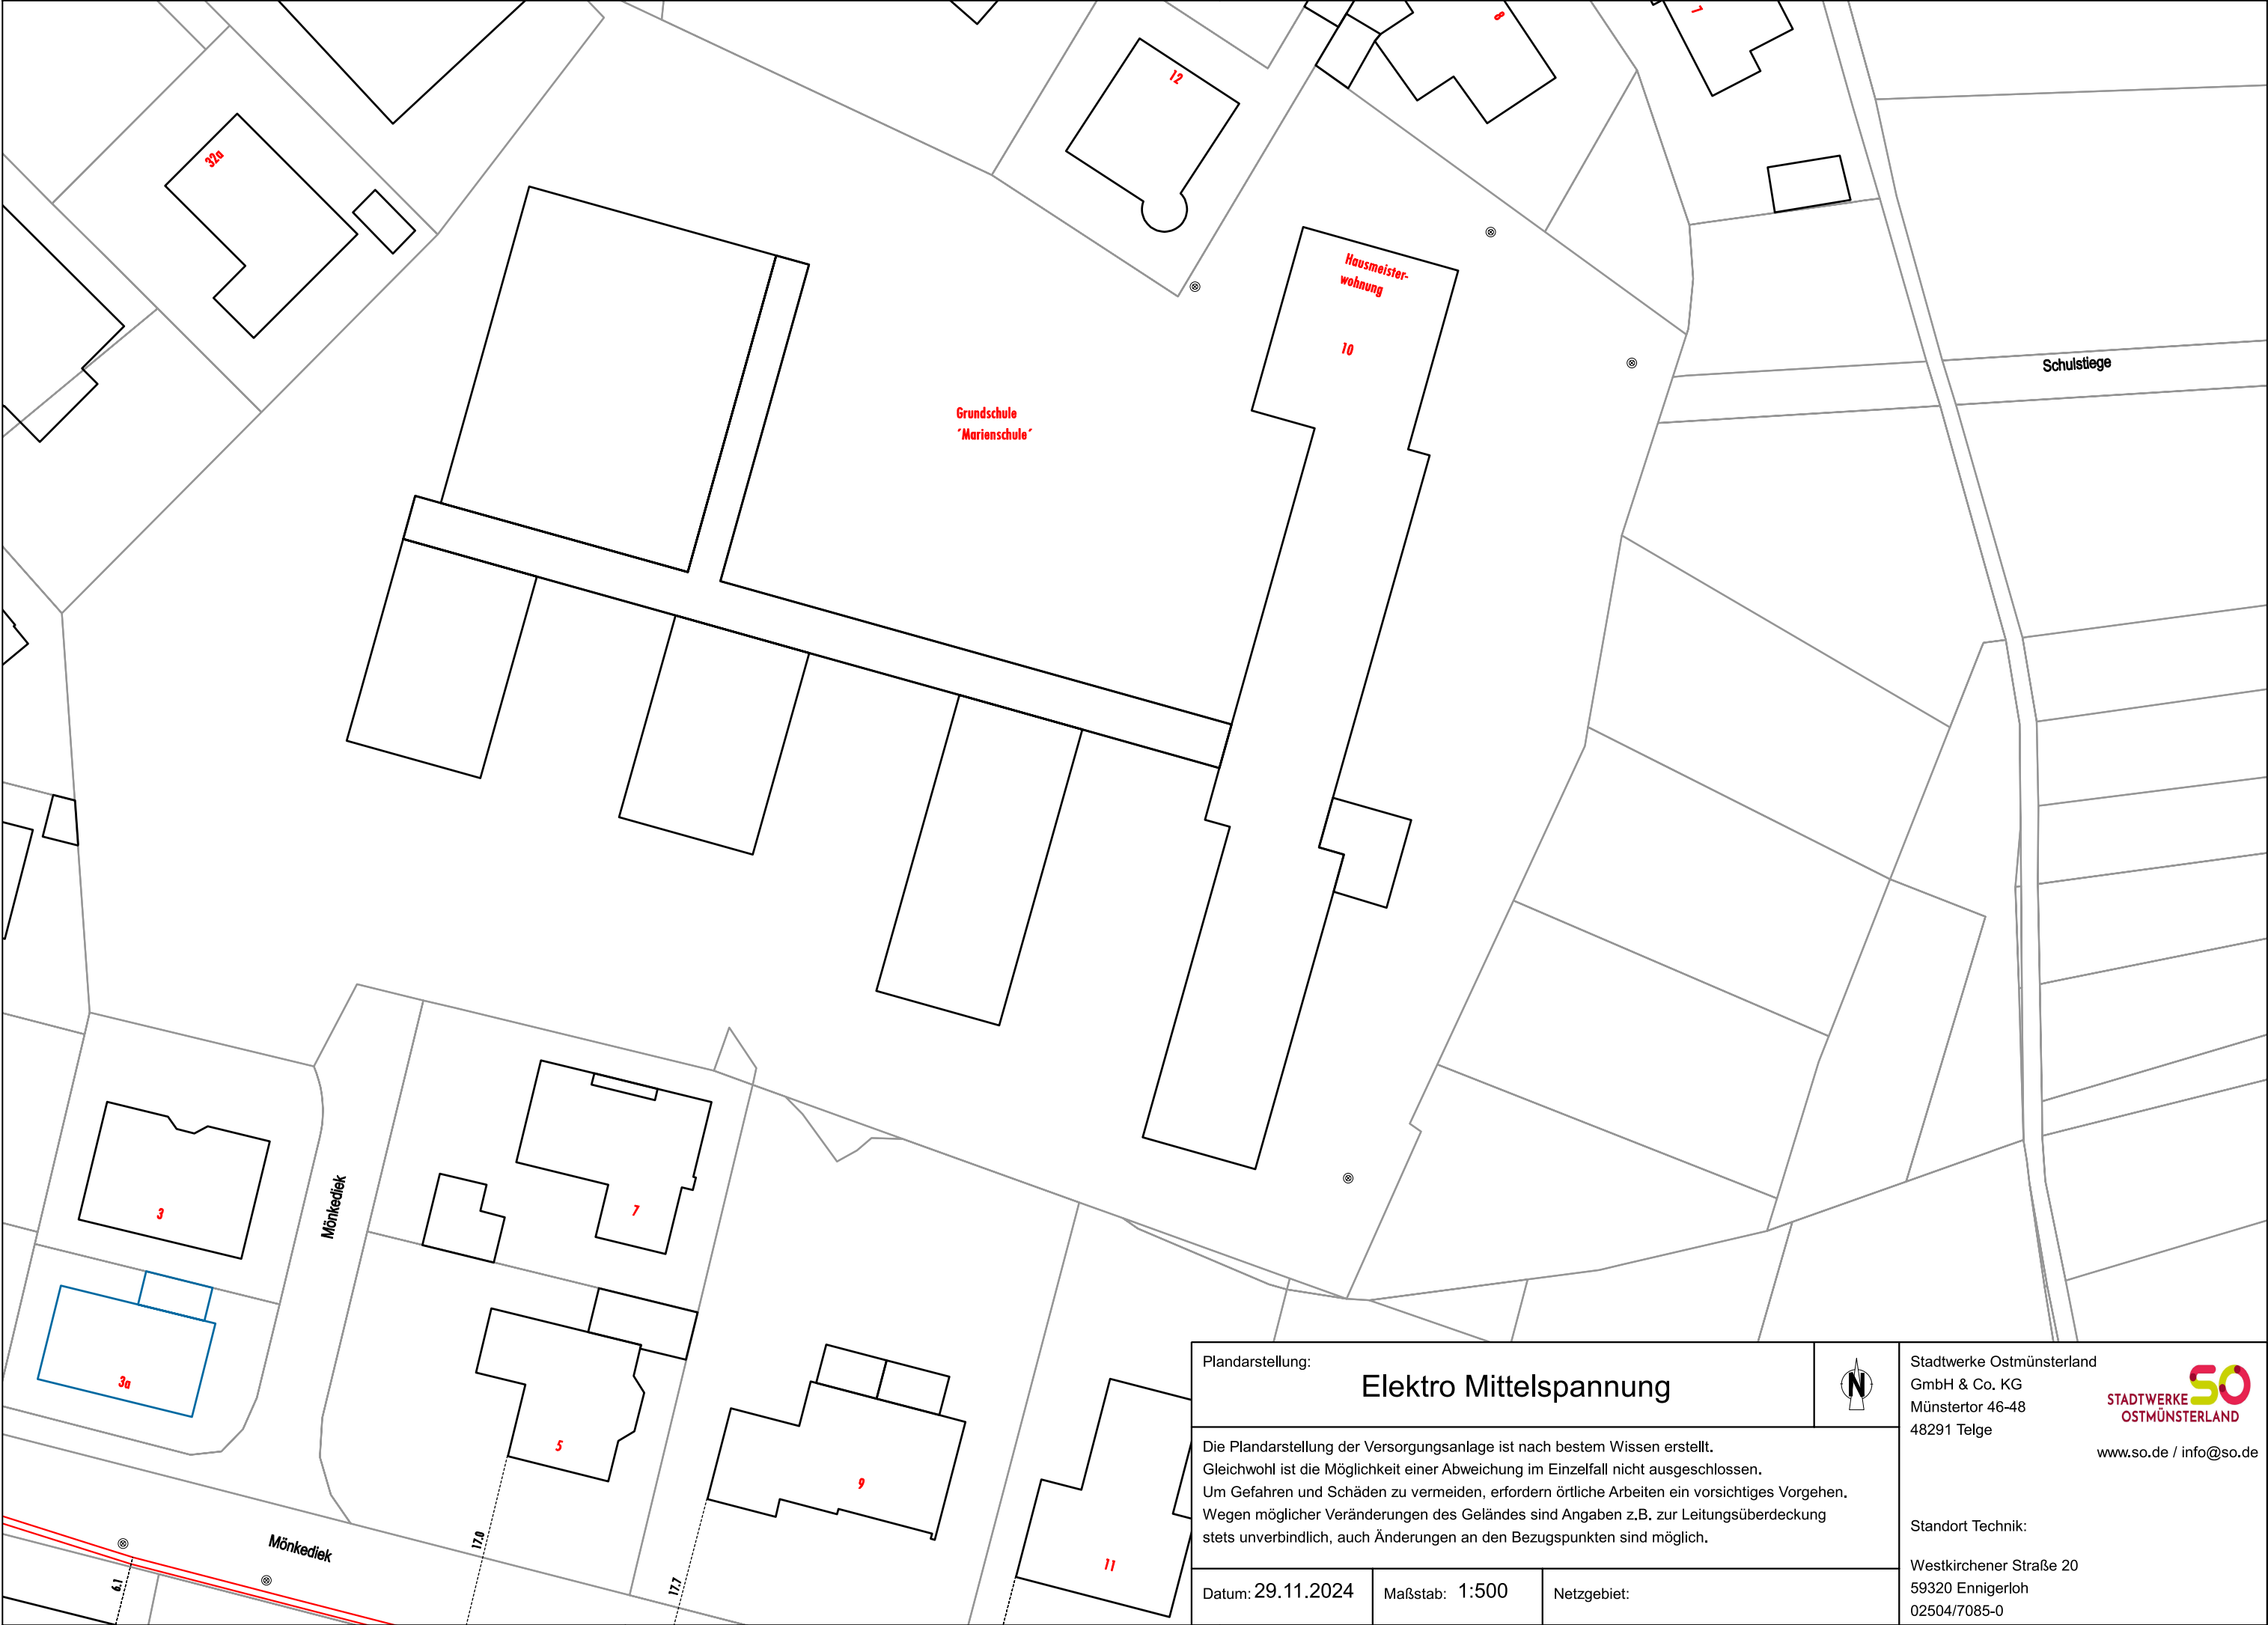 8
7
12
32a
Hausmeister-
wohnung
10
Schulstiege
Grundschule
´Marienschule´
Mönkediek
3
7
3a
5
9
11
Mönkediek
17.0
17.7
6.1
Plandarstellung:
Elektro Mittelspannung
N
Die Plandarstellung der Versorgungsanlage ist nach bestem Wissen erstellt.
Gleichwohl ist die Möglichkeit einer Abweichung im Einzelfall nicht ausgeschlossen.
Um Gefahren und Schäden zu vermeiden, erfordern örtliche Arbeiten ein vorsichtiges Vorgehen.
Wegen möglicher Veränderungen des Geländes sind Angaben z.B. zur Leitungsüberdeckung
stets unverbindlich, auch Änderungen an den Bezugspunkten sind möglich.
Datum: 29.11.2024
Maßstab: 1:500
Netzgebiet:
Stadtwerke Ostmünsterland
GmbH & Co. KG
Münstertor 46-48
48291 Telge
SO
STADTWERKE
OSTMÜNSTERLAND
www.so.de / info@so.de
Standort Technik:
Westkirchener Straße 20
59320 Ennigerloh
02504/7085-0